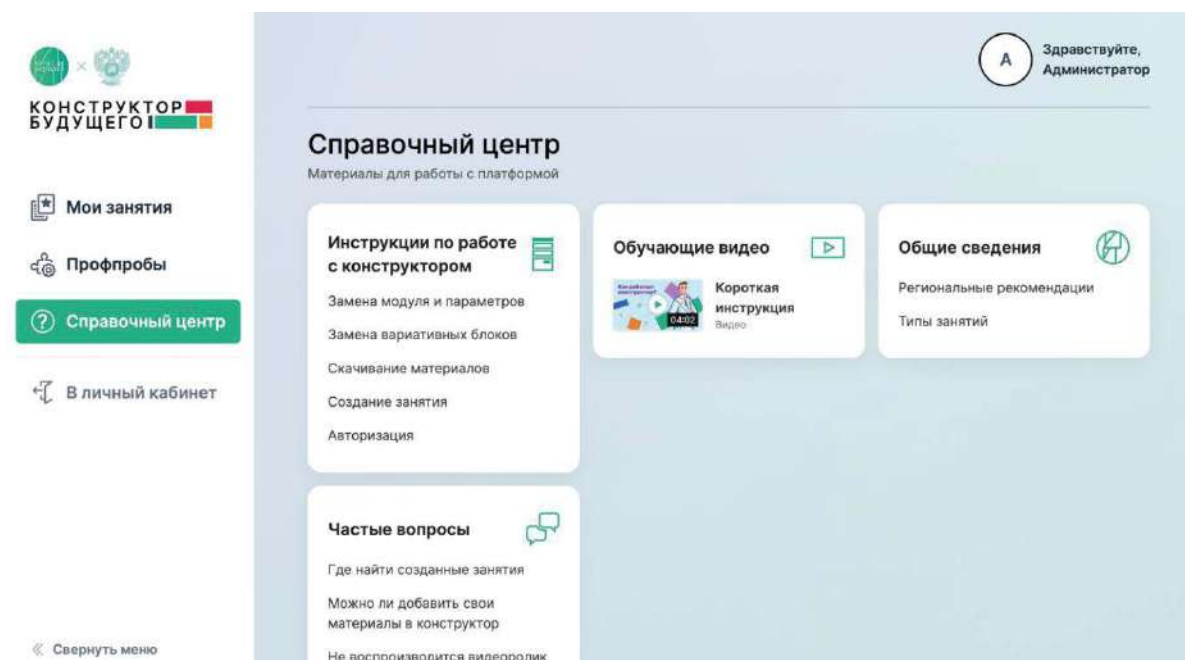 КОНСТРУКТОР
БУДУЩЕГО
Мои занятия
Профпробы
Справочный центр
В личный кабинет
Свернуть меню
А
Здравствуйте,
Администратор
Справочный центр
Материалы для работы с платформой
Инструкции по работе
с конструктором
Замена модуля и параметров
Замена вариативных блоков
Скачивание материалов
Создание занятия
Авторизация
Обучающие видео
04:02
Короткая
инструкция
Видео
Общие сведения
Региональные рекомендации
Типы занятий
Частые вопросы
Где найти созданные занятия
Можно ли добавить свои
материалы в конструктор
Не воспроизводится видеоролик